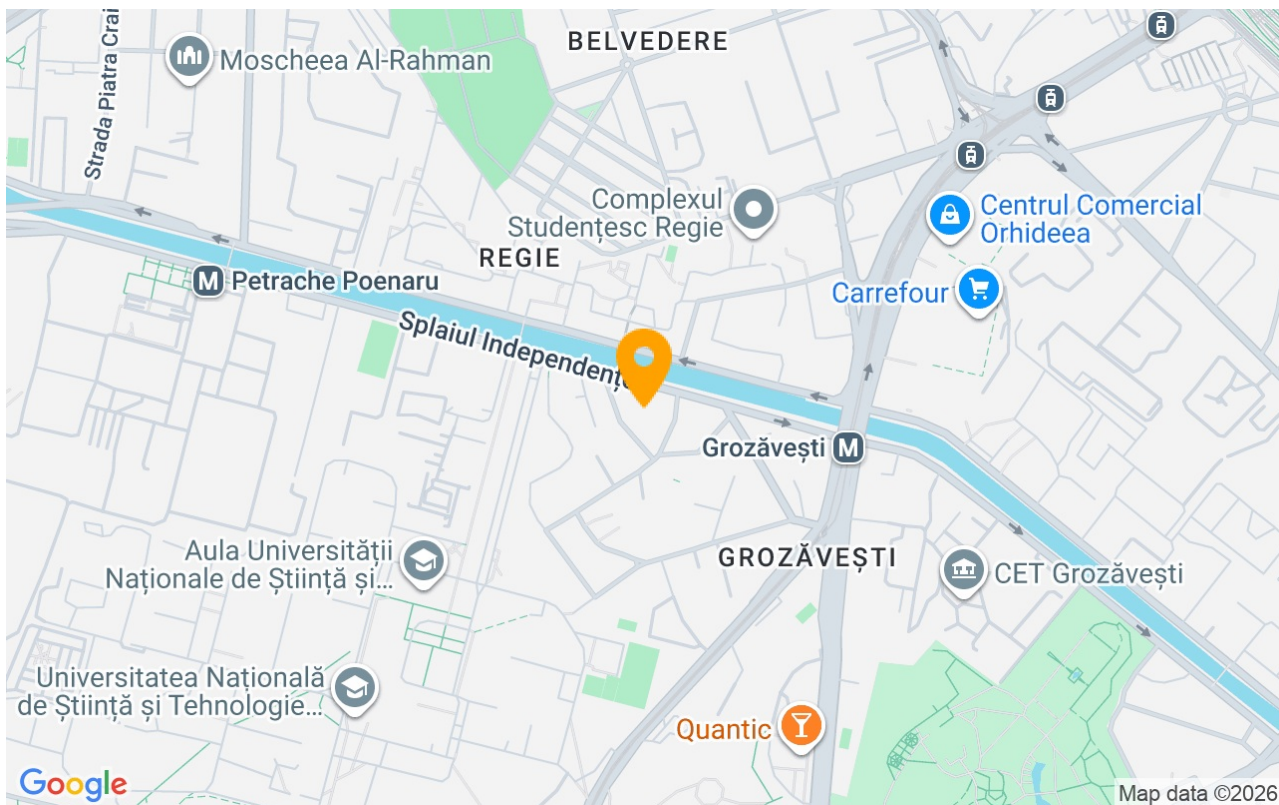 BELVEDERE
Moscheea Al-Rahman
Strada Piatra Crai
Complexul
Studențesc Regie
Centrul Comercial
Orhideea
REGIE
M Petrache Poenaru
Carrefour
Splaiul Independențe
Grozăvești M
GROZĂVEȘTI
Aula Universității
Naționale de Știință și...
CET Grozăvești
Universitatea Națională
de Știință și Tehnologie...
Quantic
Google
Map data ©2026